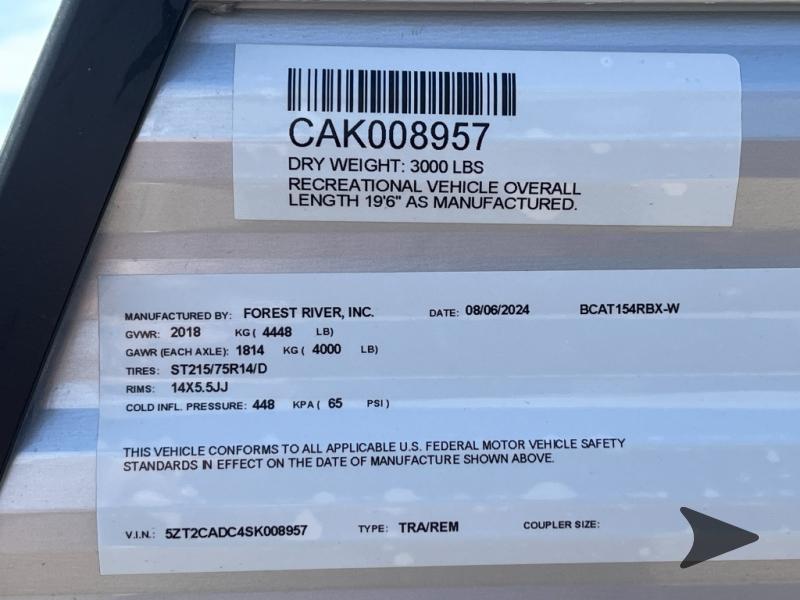 CAK008957
DRY WEIGHT: 3000 LBS
RECREATIONAL VEHICLE OVERALL
LENGTH 19'6" AS MANUFACTURED.
MANUFACTURED BY: FOREST RIVER, INC. DATE: 08/06/2024 BCAT154RBX-W
GVWR: 2018 KG ( 4448 LB)
GAWR (EACH AXLE): 1814 KG ( 4000 LB)
TIRES: ST215/75R14/D
RIMS: 14X5.5JJ
COLD INFL. PRESSURE: 448 KPA ( 65 PSI )
THIS VEHICLE CONFORMS TO ALL APPLICABLE U.S. FEDERAL MOTOR VEHICLE SAFETY
STANDARDS IN EFFECT ON THE DATE OF MANUFACTURE SHOWN ABOVE.
V.I.N.: 5ZT2CADC4SK008957 TYPE: TRA/REM COUPLER SIZE: